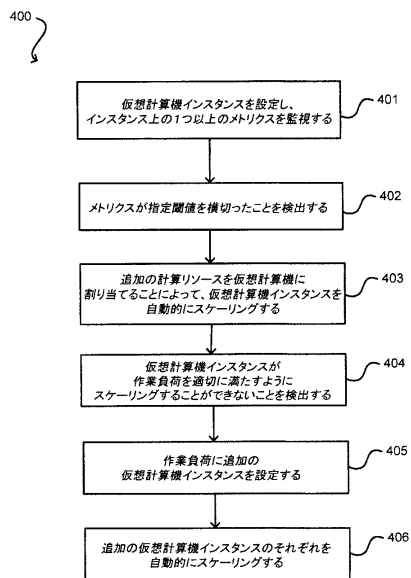 400
仮想計算機インスタンスを設定し、
インスタンス上の1つ以上のメトリクスを監視する
401
メトリクスが指定閾値を横切ったことを検出する
402
追加の計算リソースを仮想計算機に
割り当てることによって、仮想計算機インスタンスを
自動的にスケーリングする
403
仮想計算機インスタンスが
作業負荷を適切に満たすように
スケーリングすることができないことを検出する
404
作業負荷に追加の
仮想計算機インスタンスを設定する
405
追加の仮想計算機インスタンスのそれぞれを
自動的にスケーリングする
406